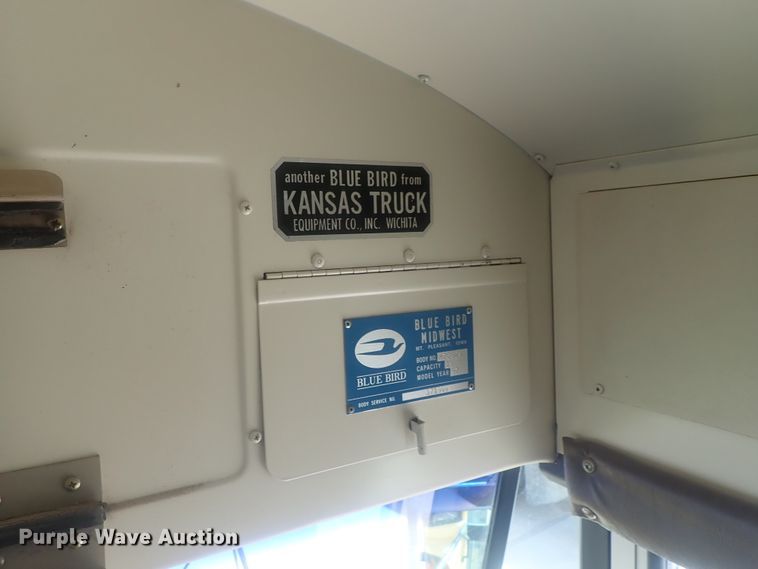 another BLUE BIRD from
KANSAS TRUCK
EQUIPMENT CO., INC. WICHITA
BLUE BIRD
MIDWEST
MT. PLEASANT, IOWA
BODY NO.
CAPACITY
MODEL YEAR
BLUE BIRD
BODY SERVICE NO.
Purple Wave Auction